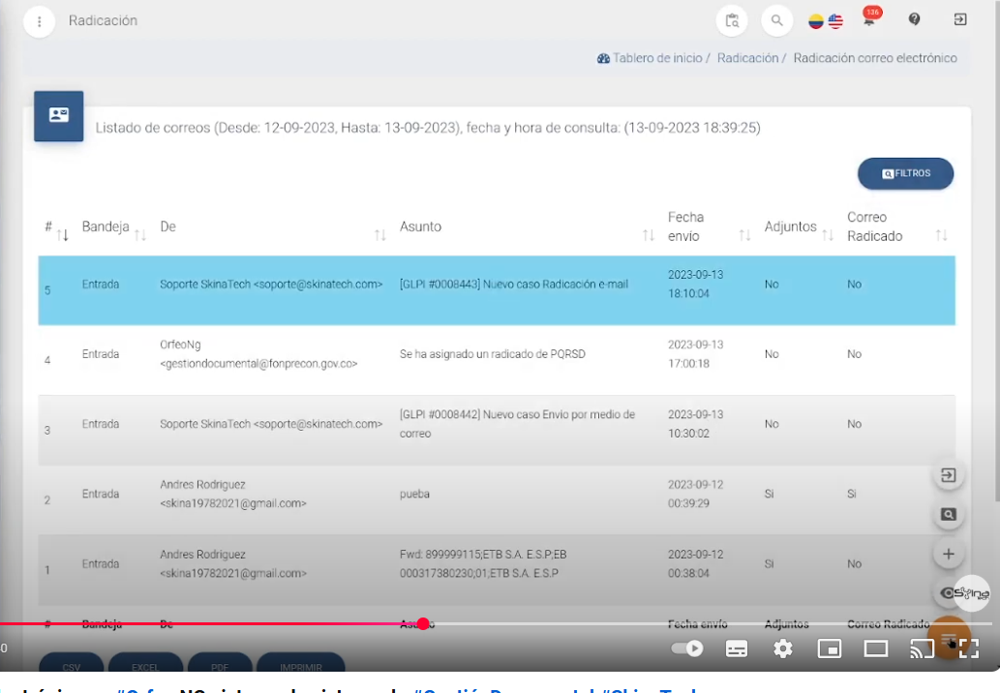 Radicación
136
Tablero de inicio / Radicación / Radicación correo electrónico
Listado de correos (Desde: 12-09-2023, Hasta: 13-09-2023), fecha y hora de consulta: (13-09-2023 18:39:25)
FILTROS
# Bandeja De Asunto Fecha envío Adjuntos Correo Radicado
5 Entrada Soporte SkinaTech <soporte@skinatech.com> [GLPI #0008443] Nuevo caso Radicación e-mail 2023-09-13 18:10:04 No No
4 Entrada OrfeoNg <gestiondocumental@fonprecon.gov.co> Se ha asignado un radicado de PQRSD 2023-09-13 17:00:18 No No
3 Entrada Soporte SkinaTech <soporte@skinatech.com> [GLPI #0008442] Nuevo caso Envio por medio de correo 2023-09-13 10:30:02 No No
2 Entrada Andres Rodriguez <skina19782021@gmail.com> pueba 2023-09-12 00:39:29 Si Si
1 Entrada Andres Rodriguez <skina19782021@gmail.com> Fwd: 899999115;ETB S.A. E.S.P;EB 000317380230;01;ETB S.A. E.S.P 2023-09-12 00:38:04 Si No
# Bandeja De Asunto Fecha envío Adjuntos Correo Radicado
Skina
CSV EXCEL PDF IMPRIMIR